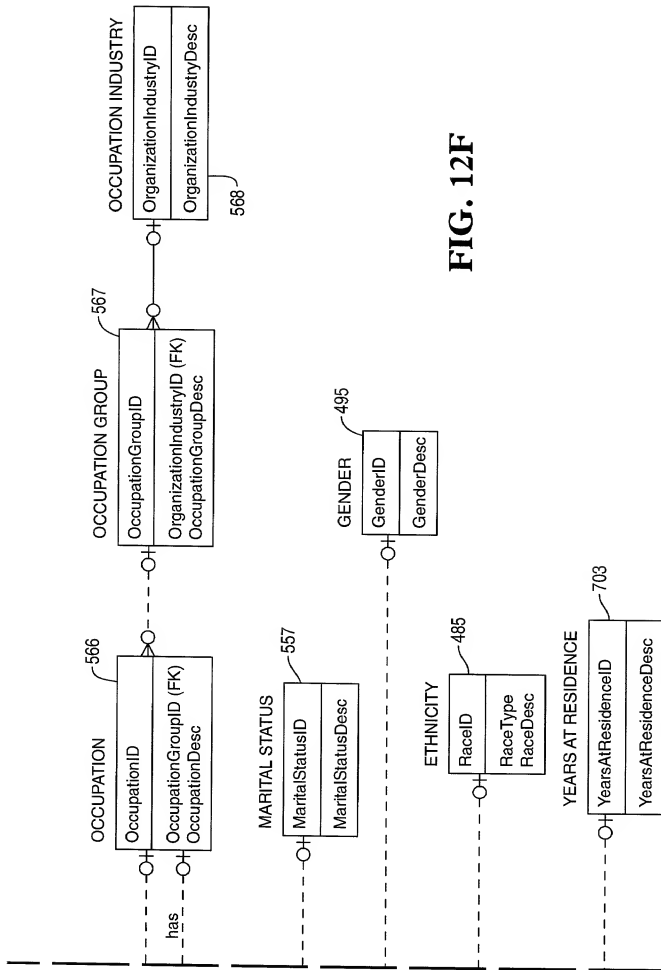 OCCUPATION INDUSTRY
OrganizationIndustryID
OrganizationIndustryDesc
568
OCCUPATION GROUP
567
OccupationGroupID
OrganizationIndustryID (FK)
OccupationGroupDesc
OCCUPATION
566
OccupationID
OccupationGroupID (FK)
OccupationDesc
has
MARITAL STATUS
557
MaritalStatusID
MaritalStatusDesc
GENDER
495
GenderID
GenderDesc
ETHNICITY
485
RaceID
RaceType
RaceDesc
YEARS AT RESIDENCE
703
YearsAtResidenceID
YearsAtResidenceDesc
FIG. 12F